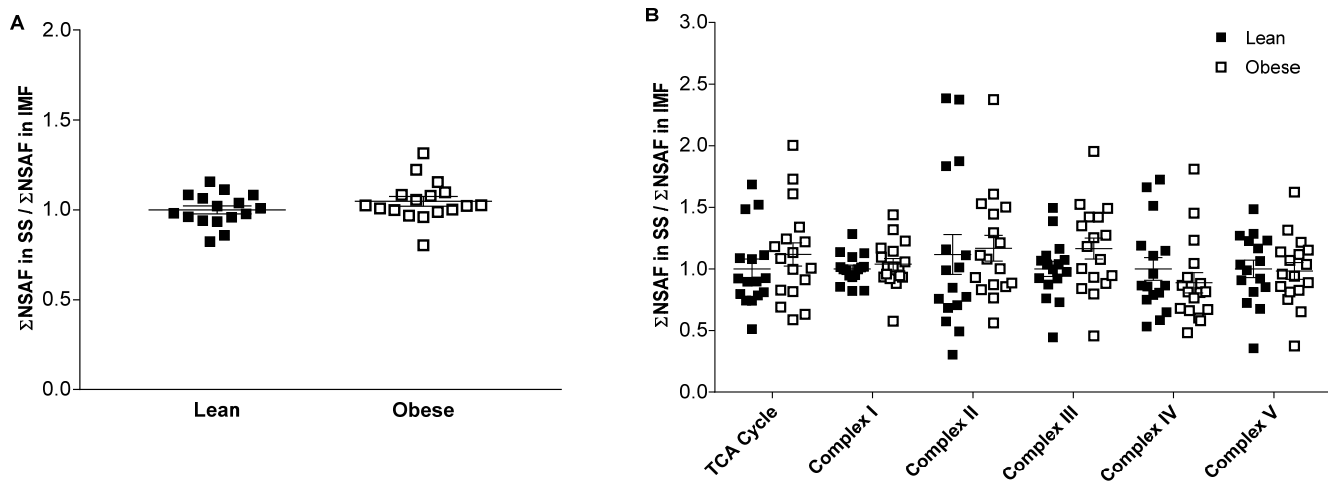 A
ΣNSAF in SS / ΣNSAF in IMF
2.0
1.5
1.0
0.5
0.0
Lean
Obese
B
ΣNSAF in SS / ΣNSAF in IMF
3.0
2.5
2.0
1.5
1.0
0.5
0.0
Lean
Obese
TCA Cycle
Complex I
Complex II
Complex III
Complex IV
Complex V